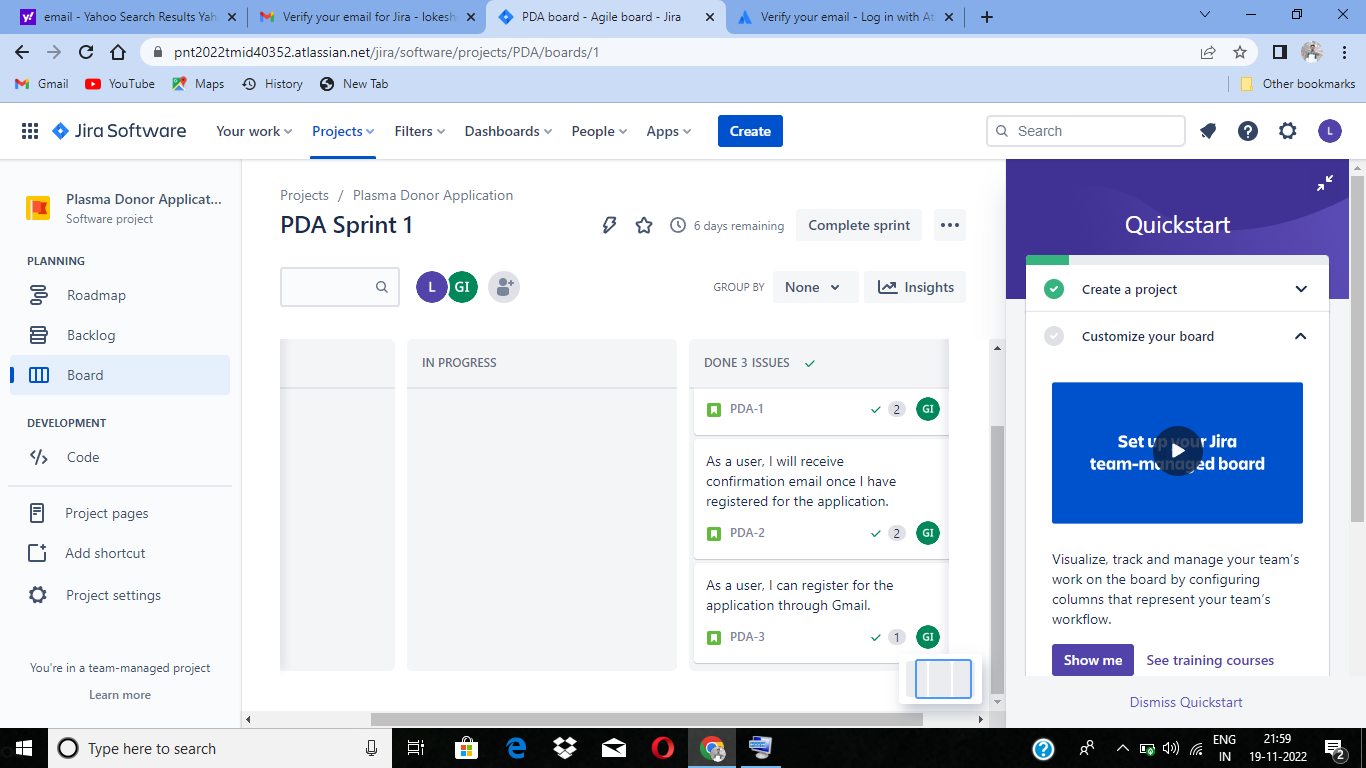 email - Yahoo Search Results Yah
Verify your email for Jira - lokesh
PDA board - Agile board - Jira
Verify your email - Log in with At
pnt2022tmid40352.atlassian.net/jira/software/projects/PDA/boards/1
Gmail
YouTube
Maps
History
New Tab
Other bookmarks
Jira Software
Your work
Projects
Filters
Dashboards
People
Apps
Create
Search
L
Plasma Donor Applicat...
Software project
PLANNING
Roadmap
Backlog
Board
DEVELOPMENT
Code
Project pages
Add shortcut
Project settings
You're in a team-managed project
Learn more
Projects / Plasma Donor Application
PDA Sprint 1
6 days remaining
Complete sprint
L
GI
GROUP BY
None
Insights
IN PROGRESS
DONE 3 ISSUES
PDA-1
2
GI
As a user, I will receive
confirmation email once I have
registered for the application.
PDA-2
2
GI
As a user, I can register for the
application through Gmail.
PDA-3
1
GI
Quickstart
Create a project
Customize your board
Set up your Jira
team-managed board
Visualize, track and manage your team's
work on the board by configuring
columns that represent your team's
workflow.
Show me
See training courses
Dismiss Quickstart
Type here to search
ENG
IN
21:59
19-11-2022
2